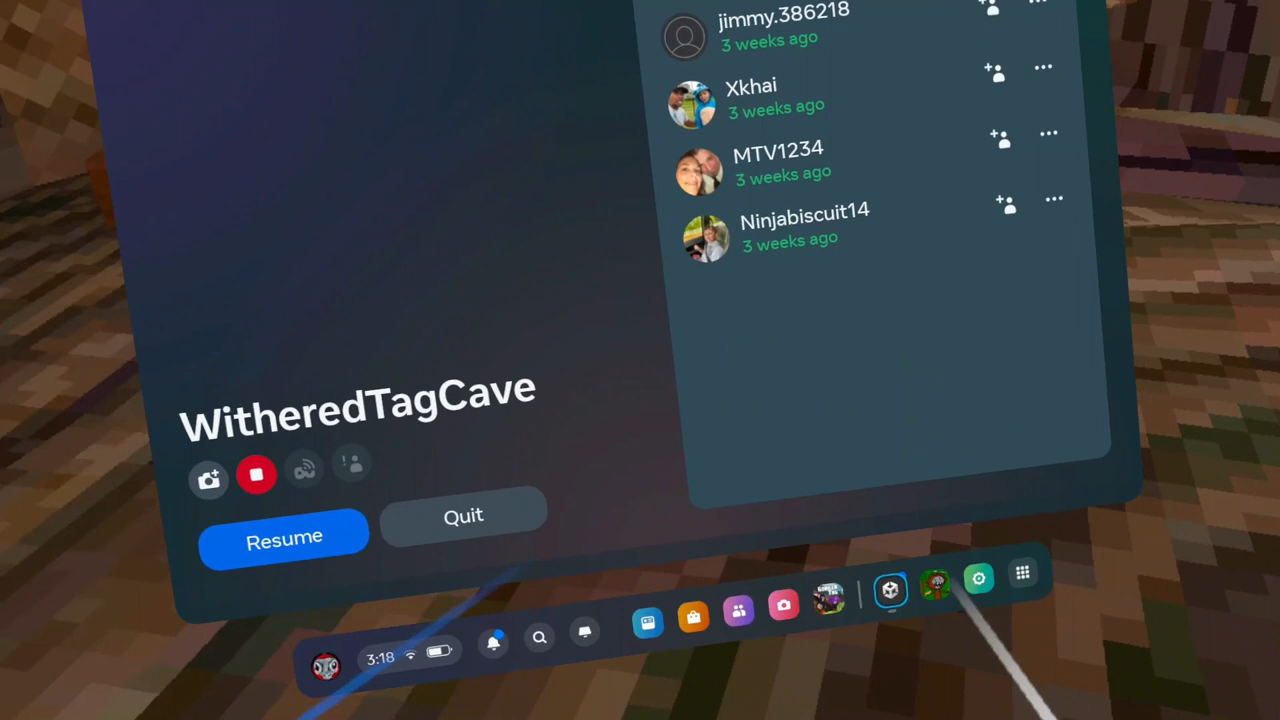 jimmy.386218
3 weeks ago
Xkhai
3 weeks ago
MTV1234
3 weeks ago
Ninjabiscuit14
3 weeks ago
WitheredTagCave
Resume
Quit
3:18